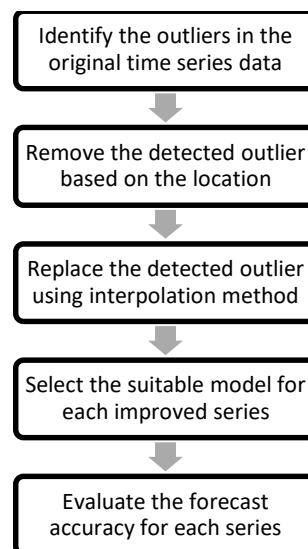 Identify the outliers in the
original time series data
Remove the detected outlier
based on the location
Replace the detected outlier
using interpolation method
Select the suitable model for
each improved series
Evaluate the forecast
accuracy for each series